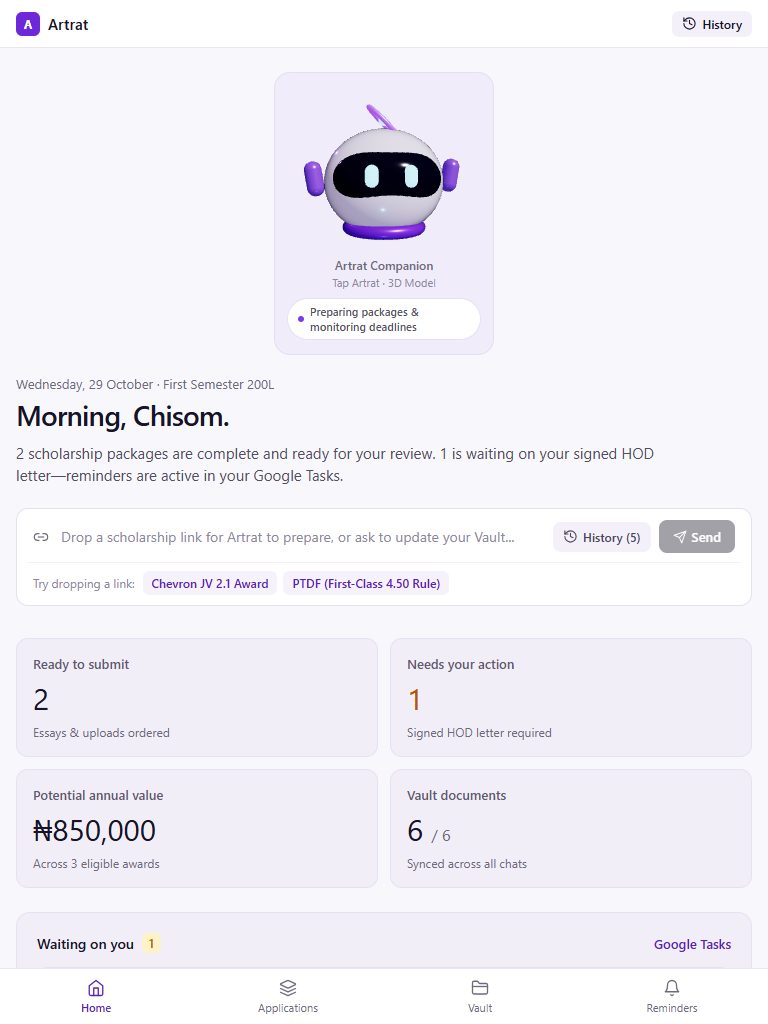 A Artrat
History
Artrat Companion
Tap Artrat · 3D Model
Preparing packages &
monitoring deadlines
Wednesday, 29 October · First Semester 200L
Morning, Chisom.
2 scholarship packages are complete and ready for your review. 1 is waiting on your signed HOD
letter—reminders are active in your Google Tasks.
Drop a scholarship link for Artrat to prepare, or ask to update your Vault...
History (5)
Send
Try dropping a link:
Chevron JV 2.1 Award
PTDF (First-Class 4.50 Rule)
Ready to submit
2
Essays & uploads ordered
Needs your action
1
Signed HOD letter required
Potential annual value
₦850,000
Across 3 eligible awards
Vault documents
6 / 6
Synced across all chats
Waiting on you 1
Google Tasks
Home
Applications
Vault
Reminders